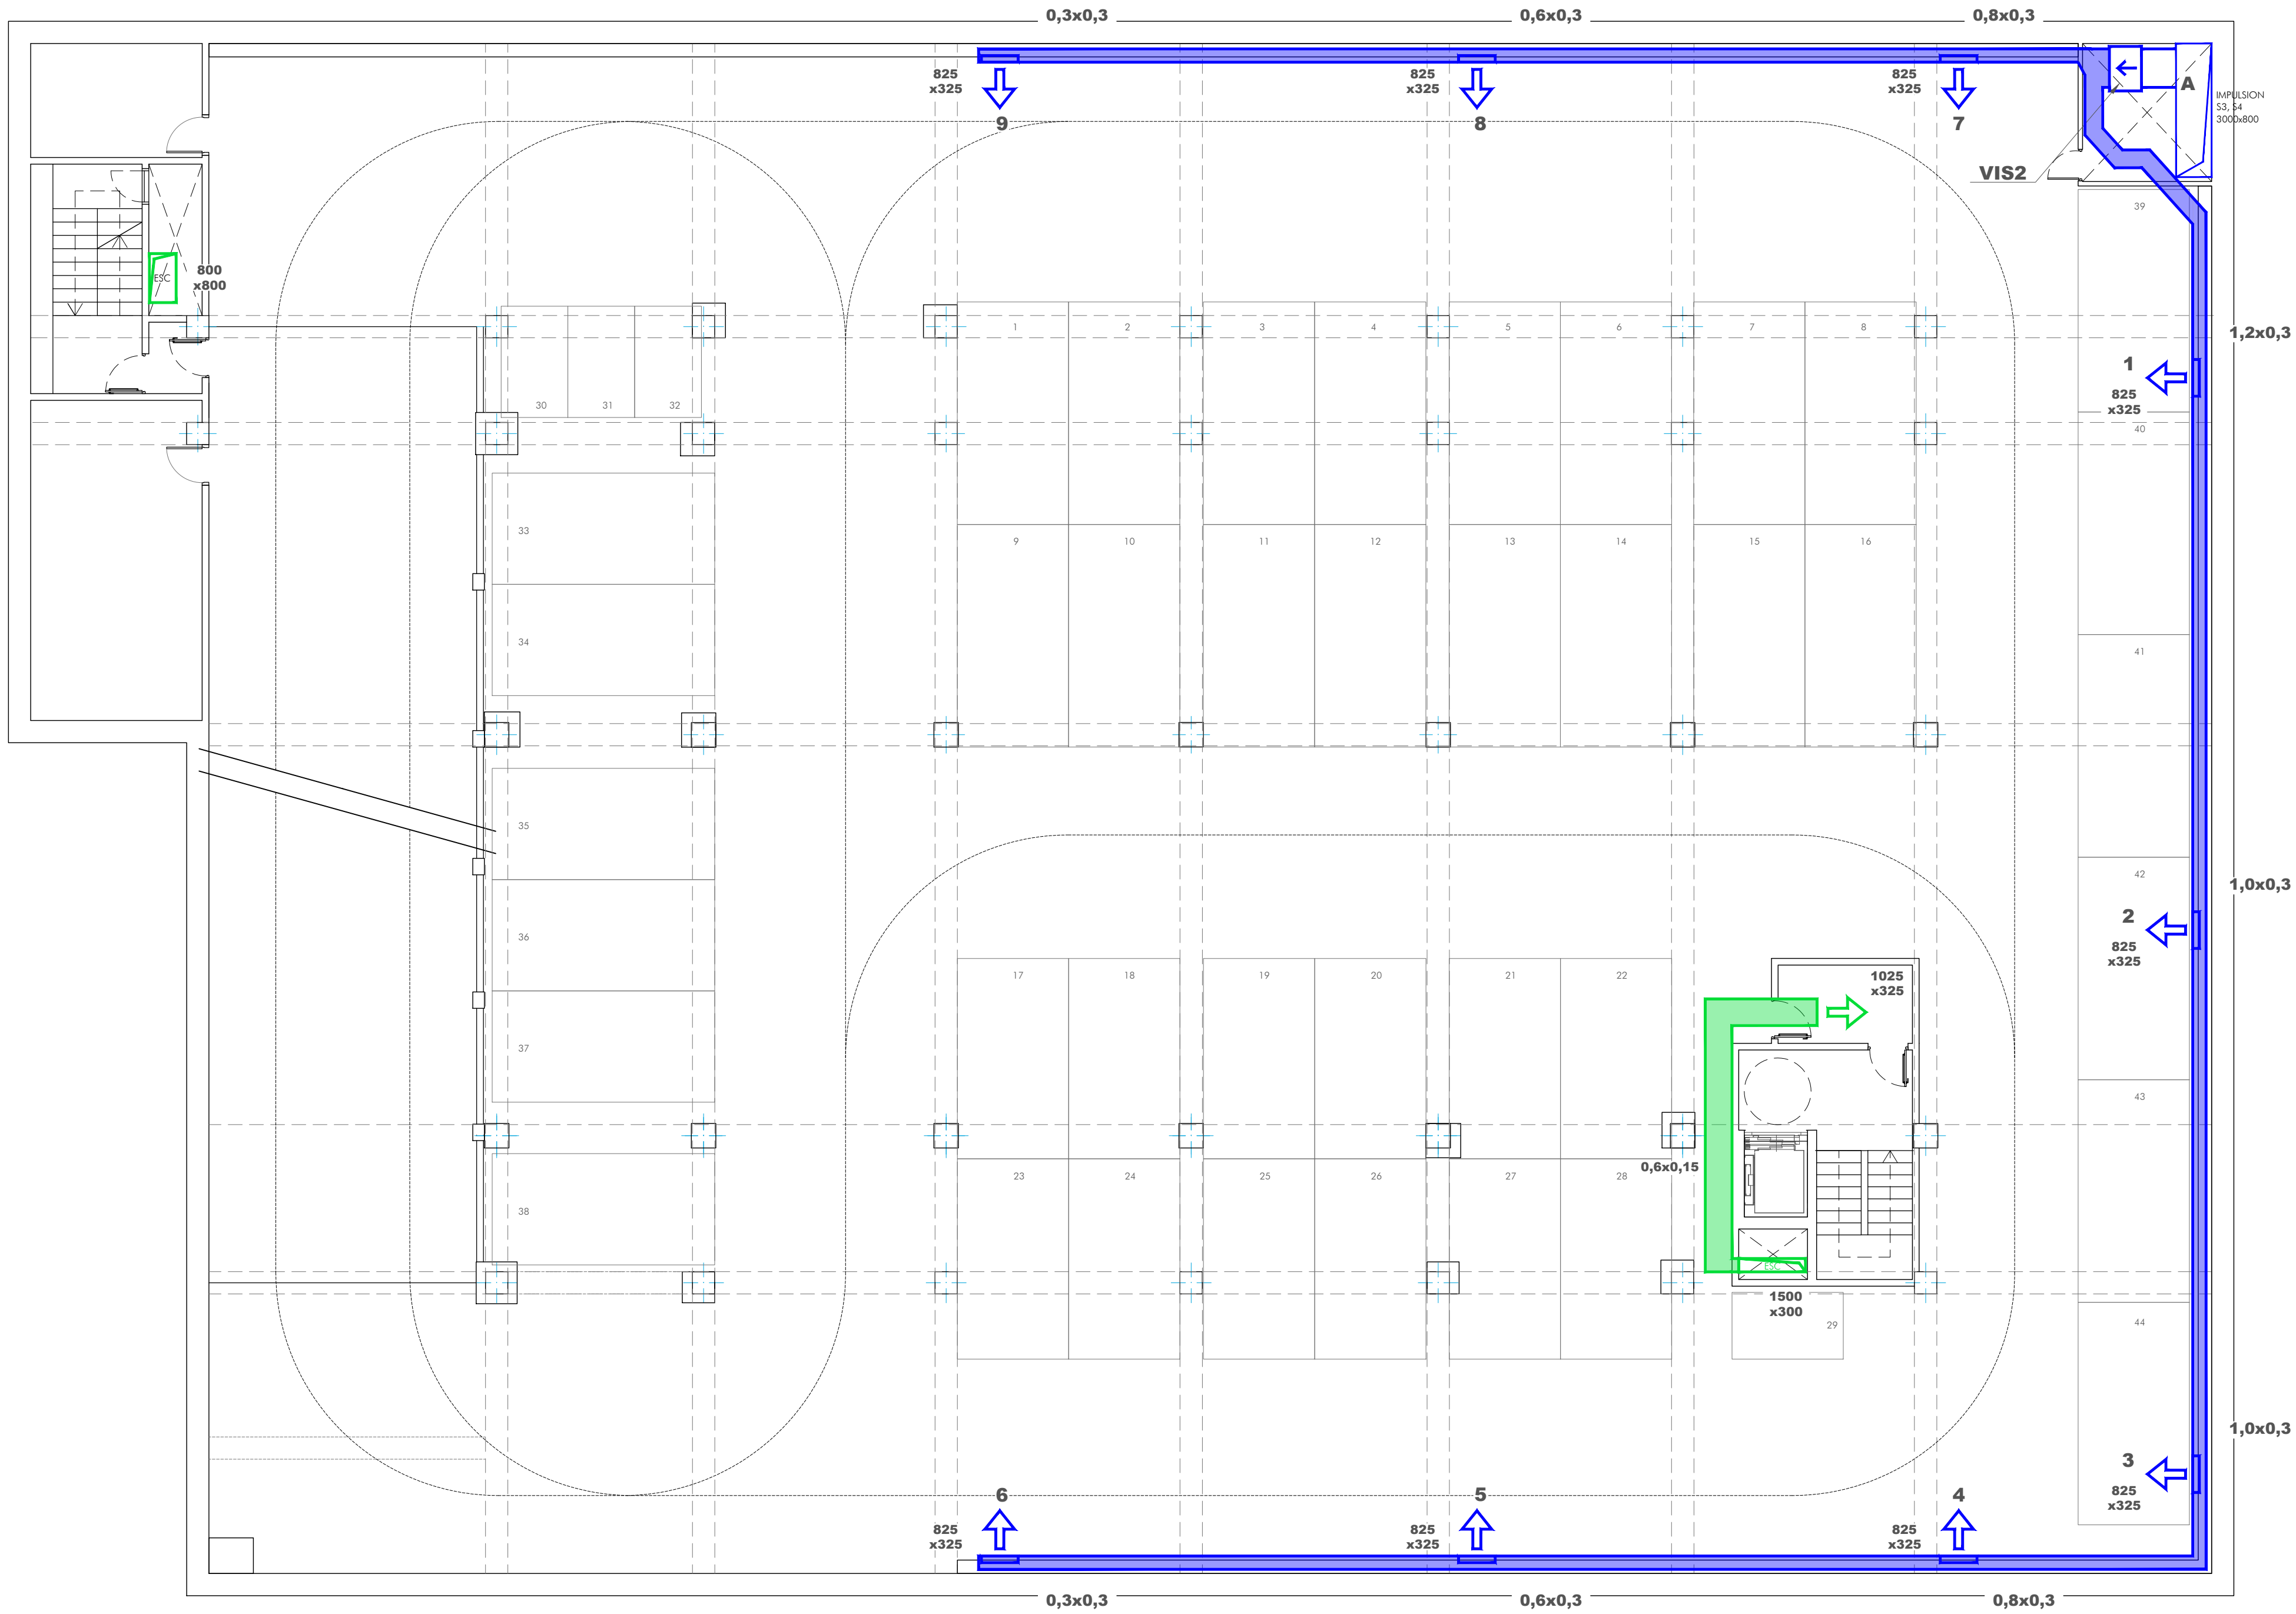 0,3x0,3
0,6x0,3
0,8x0,3
825
x325
825
x325
825
x325
9
8
7
A
IMPULSION
S3, S4
3000x800
VIS2
39
ESC
800
x800
1
2
3
4
5
6
7
8
1,2x0,3
1
825
x325
30
31
32
40
33
9
10
11
12
13
14
15
16
34
41
35
42
1,0x0,3
2
825
x325
36
17
18
19
20
21
22
1025
x325
37
43
0,6x0,15
23
24
25
26
27
28
38
ESC
1500
x300
29
44
1,0x0,3
3
825
x325
6
5
4
825
x325
825
x325
825
x325
0,3x0,3
0,6x0,3
0,8x0,3